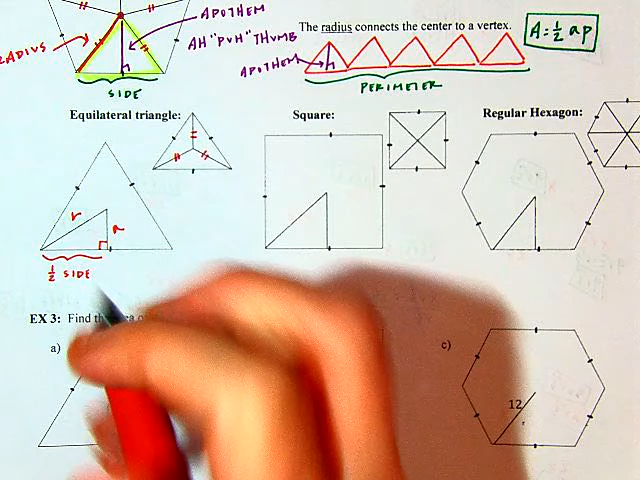 APOTHEM
AH "PUH" THUMB
RADIUS
SIDE
The radius connects the center to a vertex.
A = ½ ap
APOTHEM
PERIMETER
Equilateral triangle:
Square:
Regular Hexagon:
r
a
½ SIDE
EX 3: Find
a)
c)
12